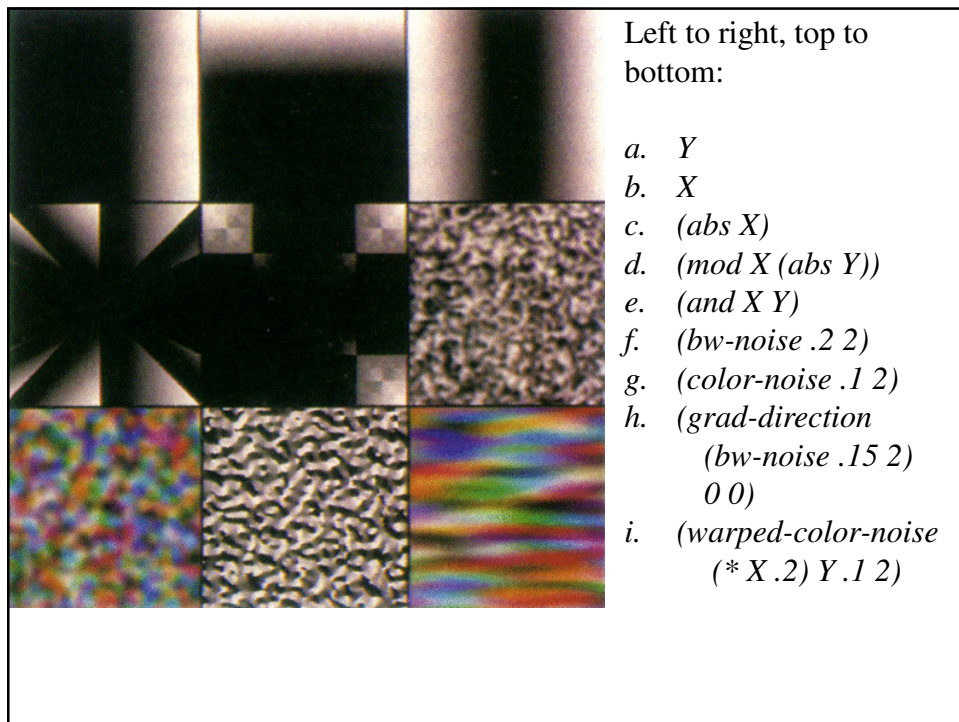 Left to right, top to
bottom:
a. Y
b. X
c. (abs X)
d. (mod X (abs Y))
e. (and X Y)
f. (bw-noise .2 2)
g. (color-noise .1 2)
h. (grad-direction
(bw-noise .15 2)
0 0)
i. (warped-color-noise
(* X .2) Y .1 2)